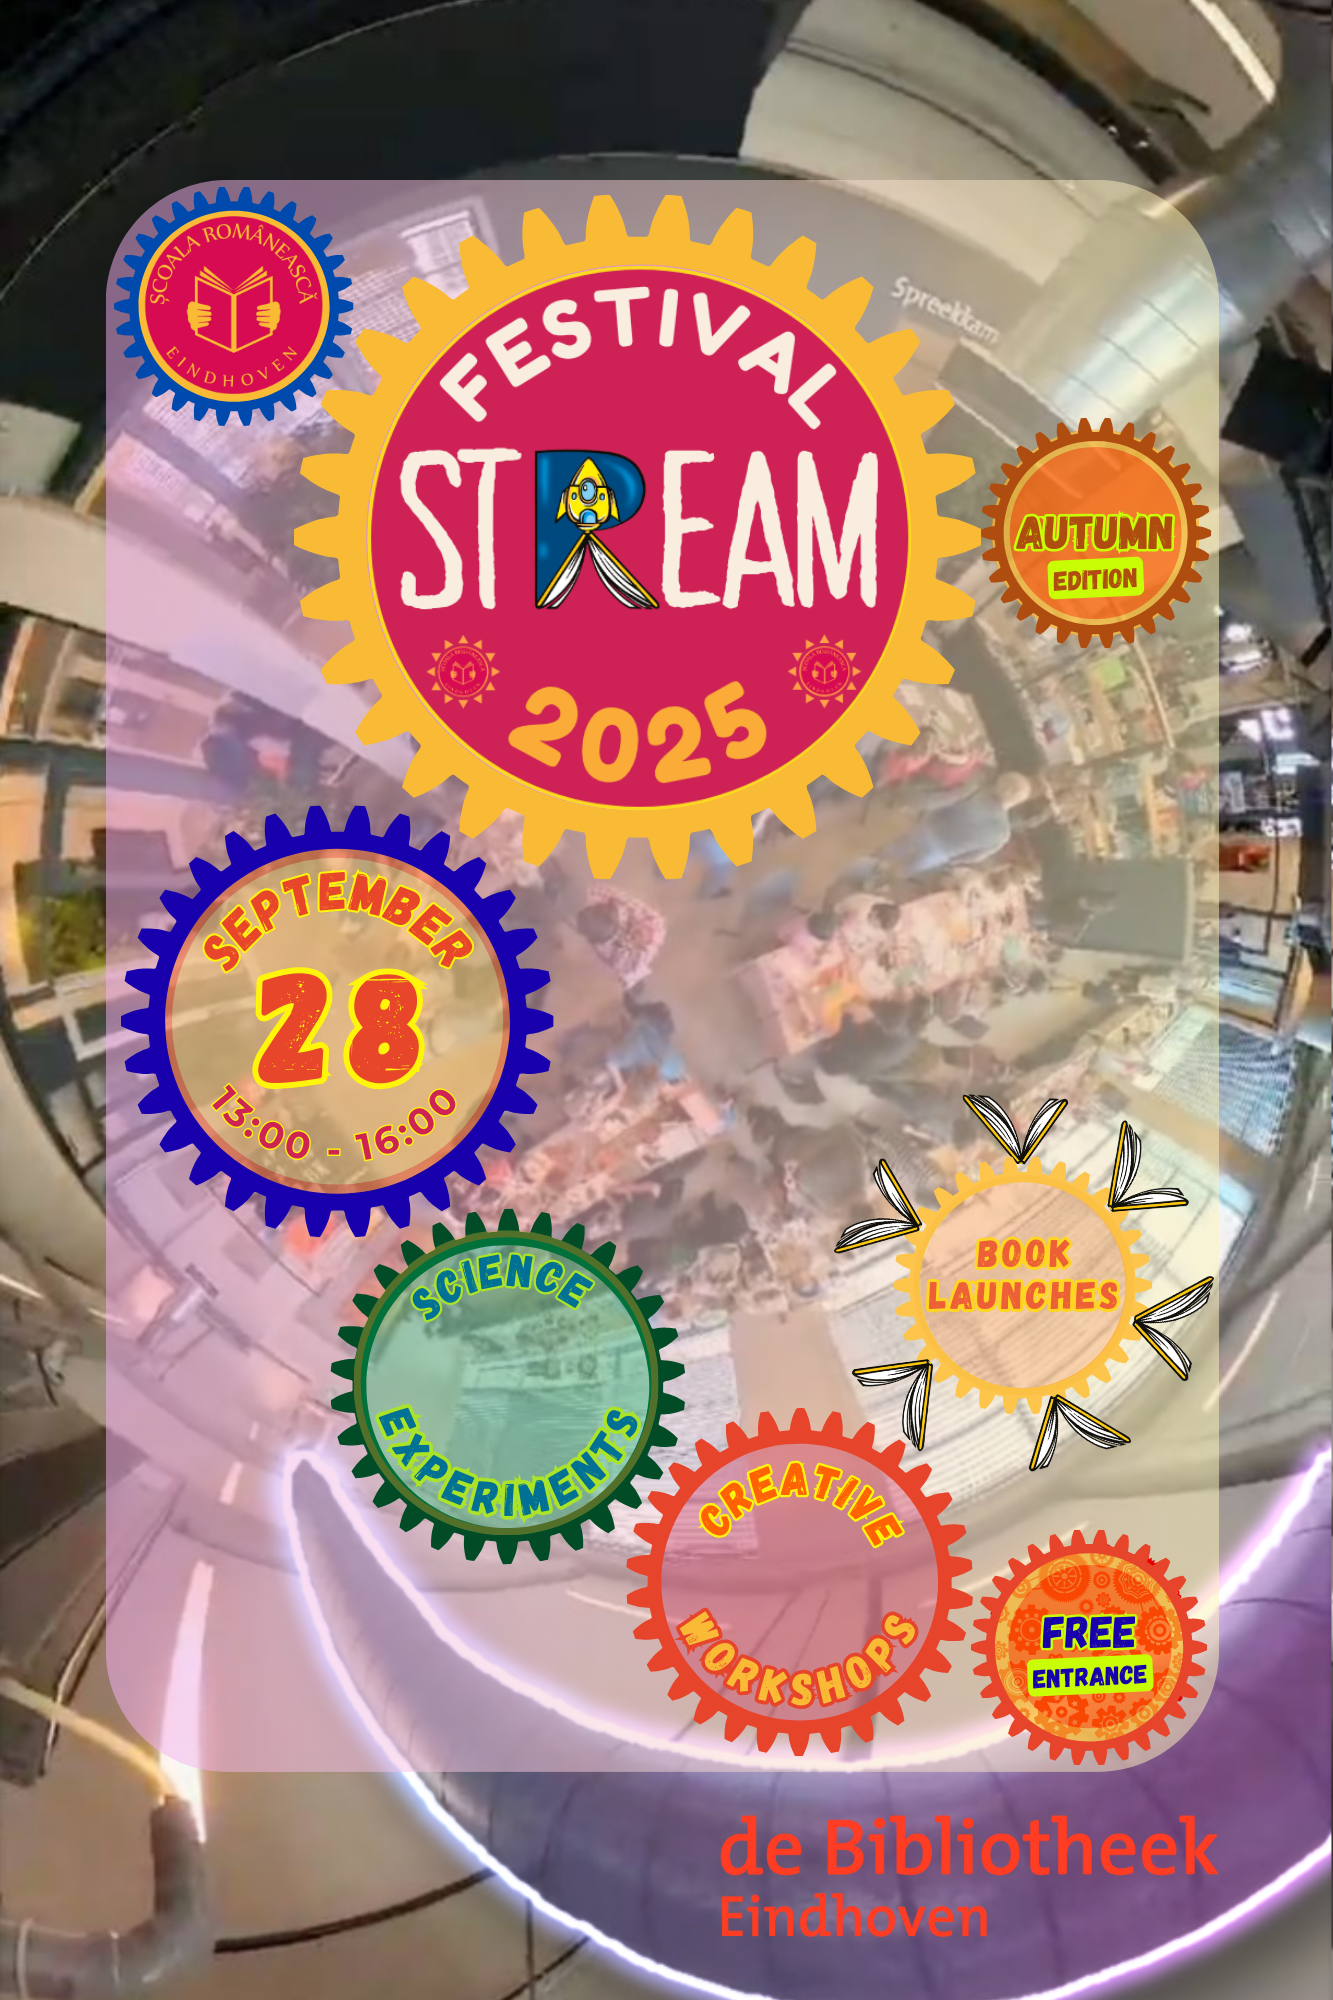 ȘCOALA ROMÂNEASCĂ
EINDHOVEN
Spreekkam
FESTIVAL
STREAM
2025
AUTUMN
EDITION
SEPTEMBER
28
13:00 - 16:00
SCIENCE
EXPERIMENTS
BOOK
LAUNCHES
CREATIVE
WORKSHOPS
FREE
ENTRANCE
de Bibliotheek
Eindhoven